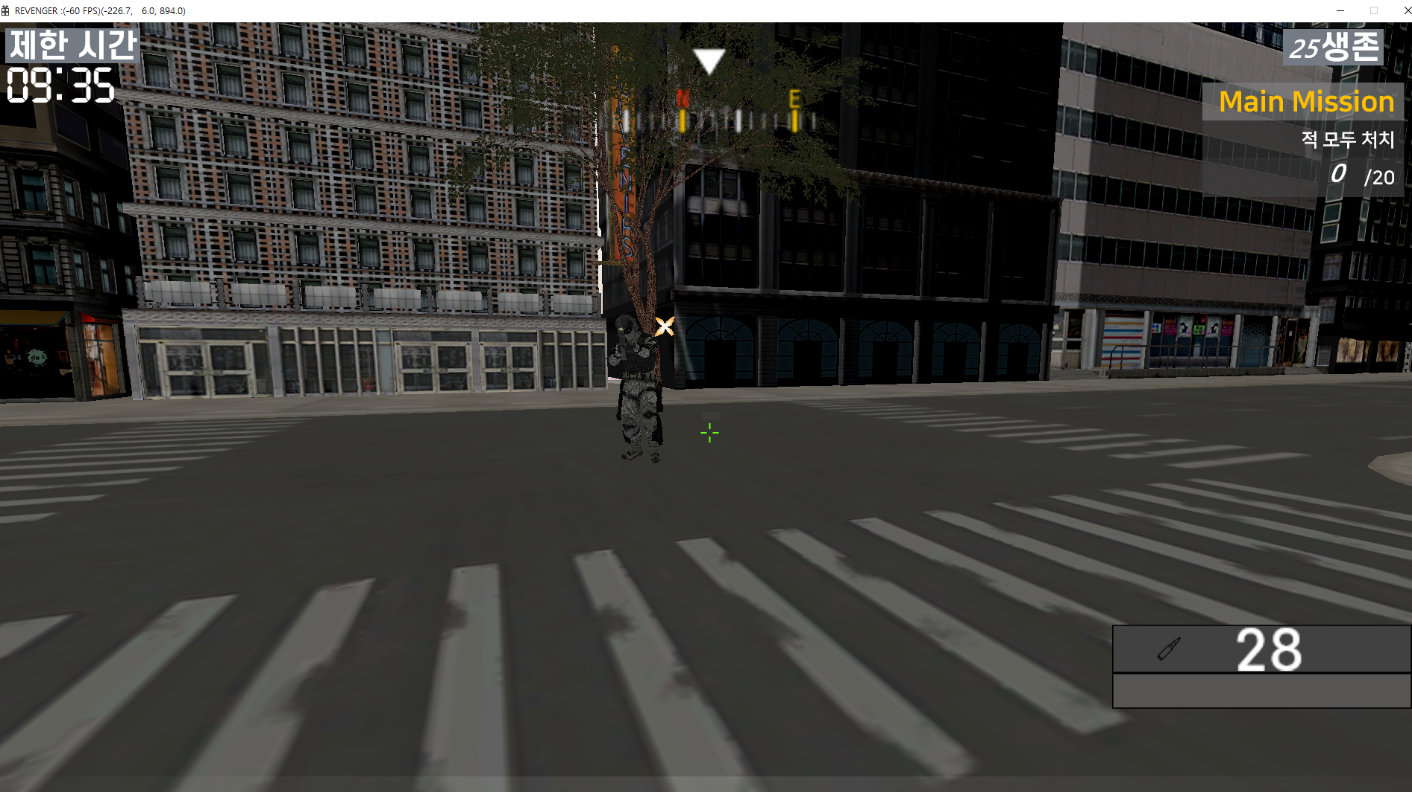 REVENGER :(-60 FPS)(-226.7, 6.0, 894.0)
제한 시간
09:35
25생존
N
E
Main Mission
적 모두 처치
0 /20
28